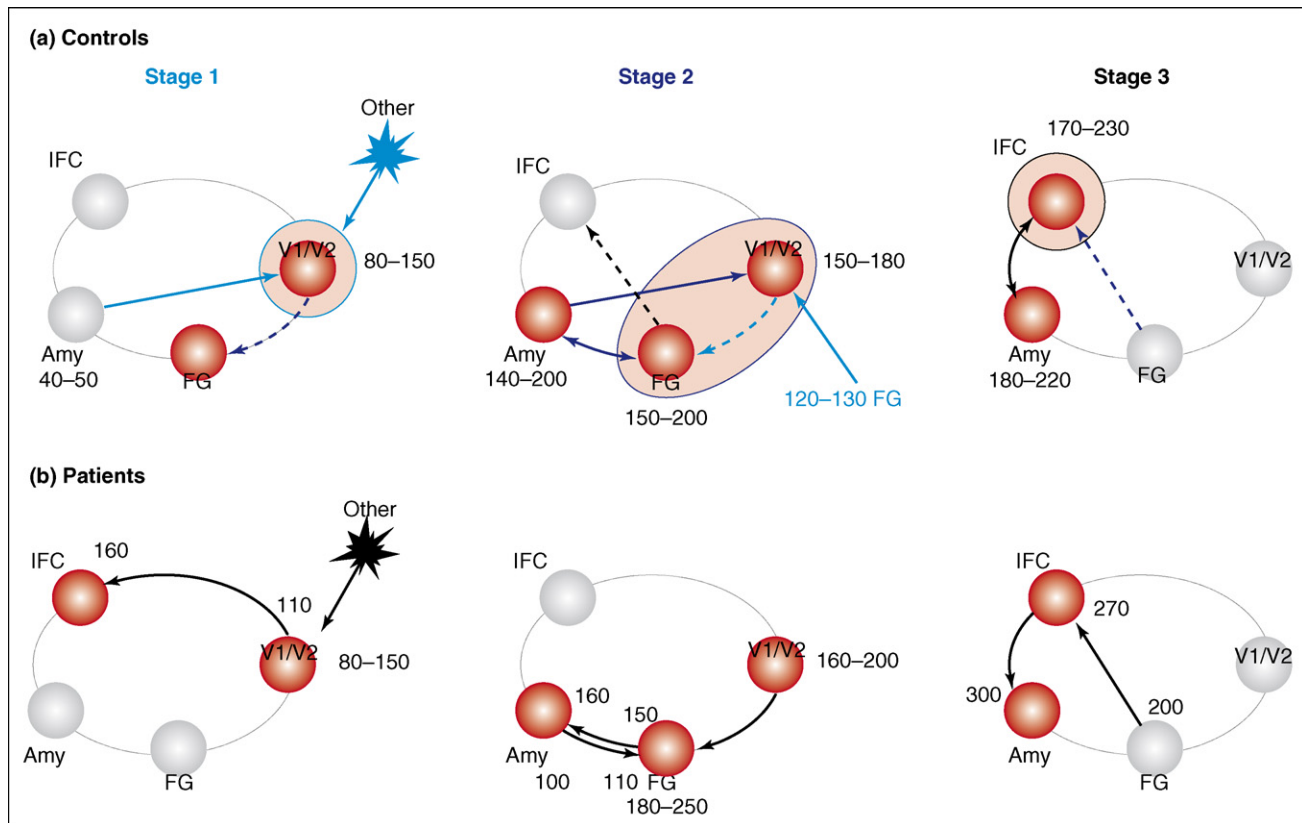 (a) Controls
Stage 1
Stage 2
Stage 3
Other
IFC
V1/V2
80–150
Amy
40–50
FG
IFC
V1/V2
150–180
Amy
140–200
FG
150–200
120–130 FG
170–230
IFC
V1/V2
Amy
180–220
FG
(b) Patients
Other
IFC
160
110
V1/V2
80–150
Amy
FG
IFC
V1/V2
160–200
160
150
Amy
100
110
FG
180–250
IFC
270
V1/V2
300
200
Amy
FG